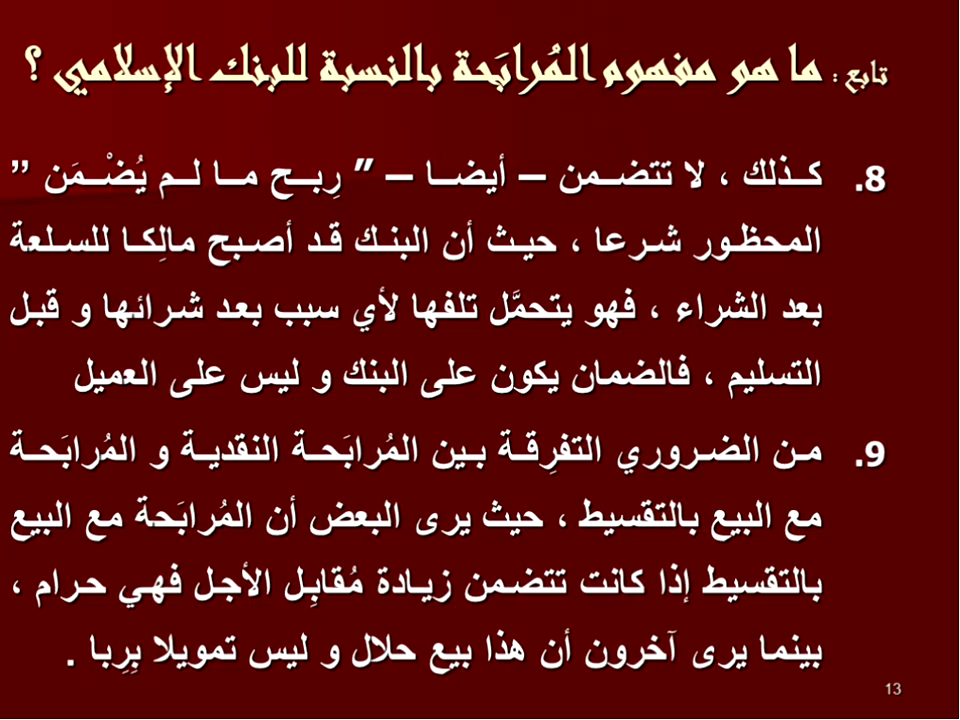 تابع : ما هو مفهوم المُرابَحة بالنسبة للبنك الإسلامي ؟
8. كذلك ، لا تتضمن – أيضا – ” رِبح ما لم يُضْمَن ”
المحظور شرعا ، حيث أن البنك قد أصبح مالِكا للسلعة
بعد الشراء ، فهو يتحمَّل تلفها لأي سبب بعد شرائها و قبل
التسليم ، فالضمان يكون على البنك و ليس على العميل
9. من الضروري التفرِقة بين المُرابَحة النقدية و المُرابَحة
مع البيع بالتقسيط ، حيث يرى البعض أن المُرابَحة مع البيع
بالتقسيط إذا كانت تتضمن زيادة مُقابِل الأجل فهي حرام ،
بينما يرى آخرون أن هذا بيع حلال و ليس تمويلا بِرِبا .
13